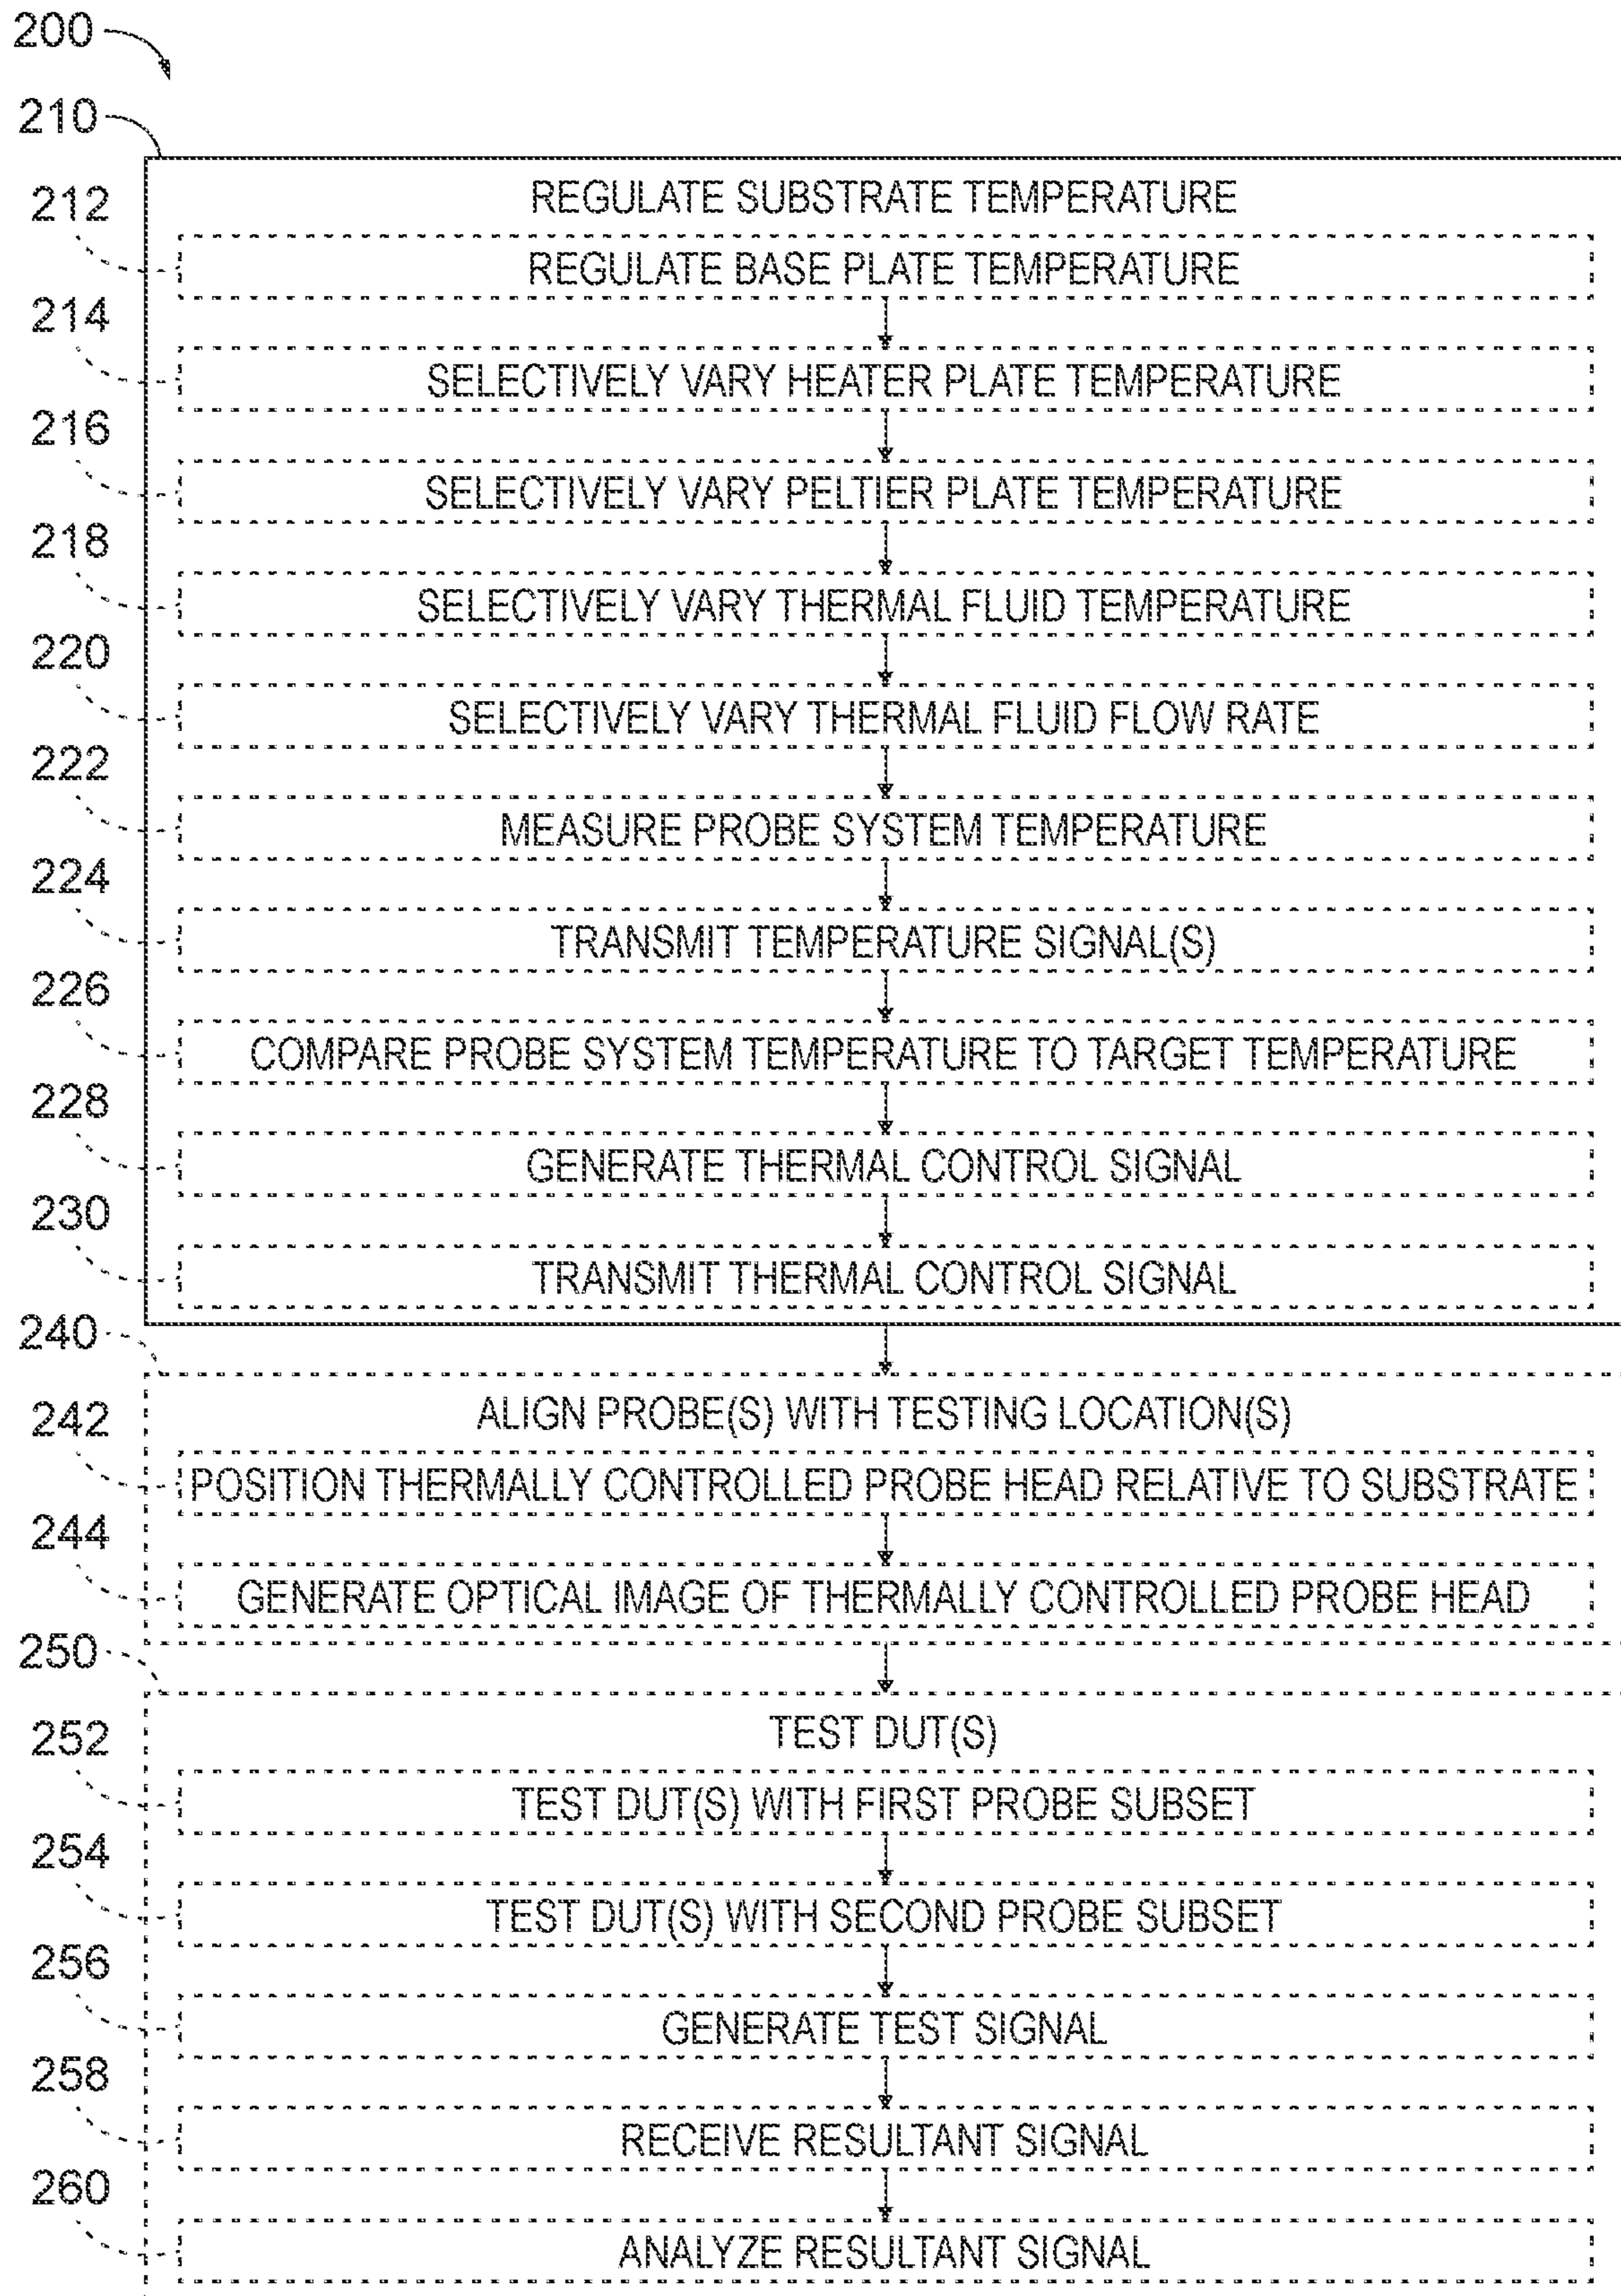 200
210
REGULATE SUBSTRATE TEMPERATURE
212
REGULATE BASE PLATE TEMPERATURE
214
SELECTIVELY VARY HEATER PLATE TEMPERATURE
216
SELECTIVELY VARY PELTIER PLATE TEMPERATURE
218
SELECTIVELY VARY THERMAL FLUID TEMPERATURE
220
SELECTIVELY VARY THERMAL FLUID FLOW RATE
222
MEASURE PROBE SYSTEM TEMPERATURE
224
TRANSMIT TEMPERATURE SIGNAL(S)
226
COMPARE PROBE SYSTEM TEMPERATURE TO TARGET TEMPERATURE
228
GENERATE THERMAL CONTROL SIGNAL
230
TRANSMIT THERMAL CONTROL SIGNAL
240
ALIGN PROBE(S) WITH TESTING LOCATION(S)
242
POSITION THERMALLY CONTROLLED PROBE HEAD RELATIVE TO SUBSTRATE
244
GENERATE OPTICAL IMAGE OF THERMALLY CONTROLLED PROBE HEAD
250
TEST DUT(S)
252
TEST DUT(S) WITH FIRST PROBE SUBSET
254
TEST DUT(S) WITH SECOND PROBE SUBSET
256
GENERATE TEST SIGNAL
258
RECEIVE RESULTANT SIGNAL
260
ANALYZE RESULTANT SIGNAL